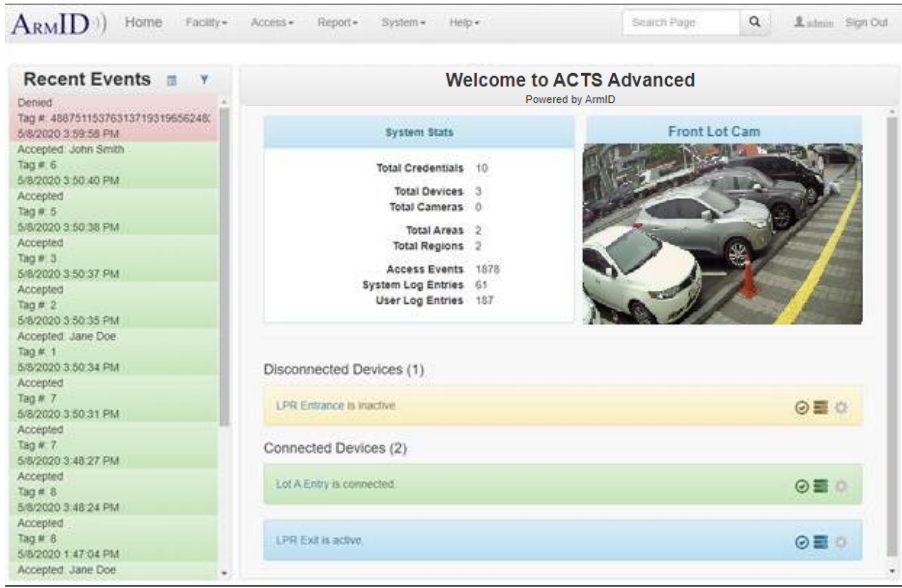 ArmID
Home Facility Access Report System Help Search Page admin Sign Out
Recent Events
Denied
Tag #: 48875115376313719319656248
5/8/2020 3:59:58 PM
Accepted: John Smith
Tag #: 6
5/8/2020 3:50:40 PM
Accepted
Tag #: 5
5/8/2020 3:50:38 PM
Accepted
Tag #: 3
5/8/2020 3:50:37 PM
Accepted
Tag #: 2
5/8/2020 3:50:35 PM
Accepted: Jane Doe
Tag #: 1
5/8/2020 3:50:34 PM
Accepted
Tag #: 7
5/8/2020 3:50:31 PM
Accepted
Tag #: 7
5/8/2020 3:48:27 PM
Accepted
Tag #: 8
5/8/2020 3:48:24 PM
Accepted
Tag #: 8
5/8/2020 1:47:04 PM
Accepted: Jane Doe
Welcome to ACTS Advanced
Powered by ArmID
System Stats
Total Credentials 10
Total Devices 3
Total Cameras 0
Total Areas 2
Total Regions 2
Access Events 1878
System Log Entries 61
User Log Entries 187
Front Lot Cam
Disconnected Devices (1)
LPR Entrance is inactive.
Connected Devices (2)
Lot A Entry is connected.
LPR Exit is active.